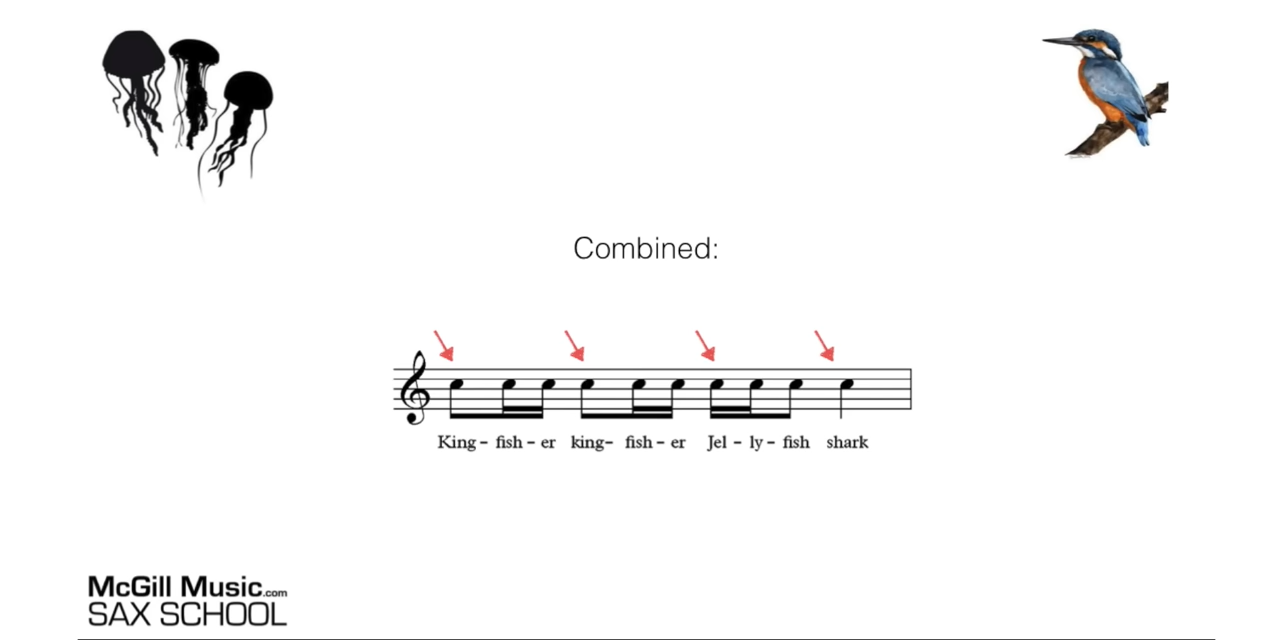 Combined:
King - fish - er king- fish - er Jel - ly - fish shark
McGill Music.com
SAX SCHOOL